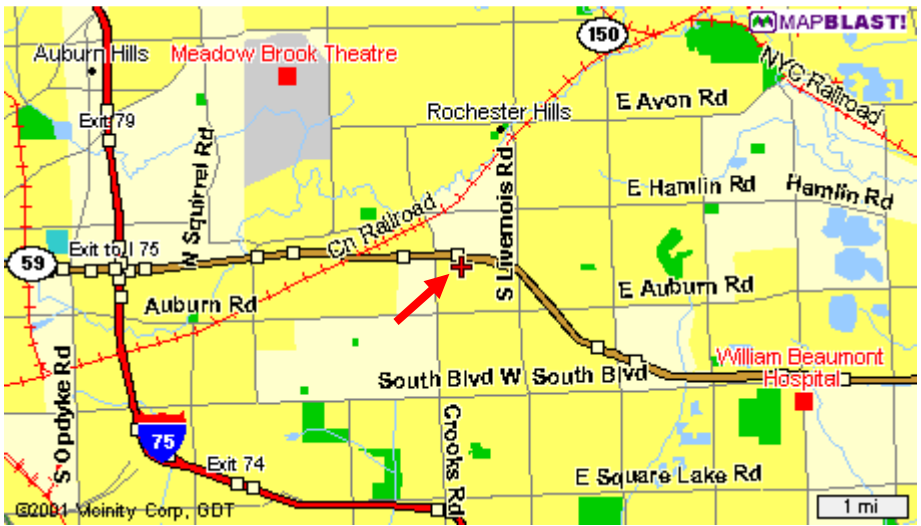 MAPBLAST!
150
Auburn Hills
Meadow Brook Theatre
NYC Railroad
E Avon Rd
Rochester Hills
Exit 79
N Squirrel Rd
S Livernois Rd
E Hamlin Rd
Hamlin Rd
Cn Railroad
59
Exit to I 75
Auburn Rd
E Auburn Rd
S Opdyke Rd
William Beaumont
Hospital
South Blvd W
South Blvd
75
Crooks Rd
Exit 74
E Square Lake Rd
©2001 Vicinity Corp, GDT
1 mi